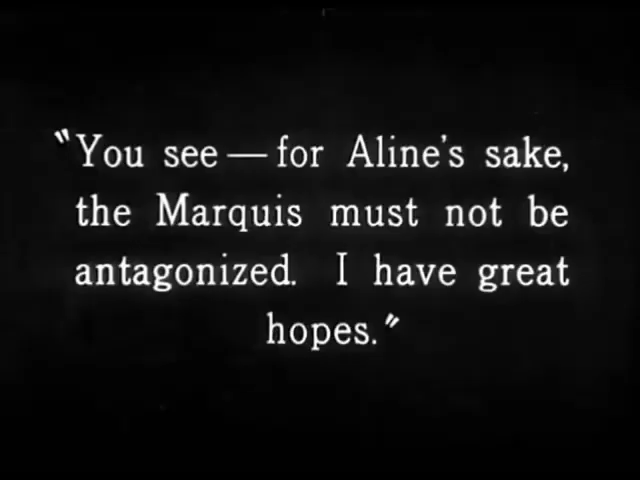 "You see — for Aline's sake,
the Marquis must not be
antagonized. I have great
hopes."